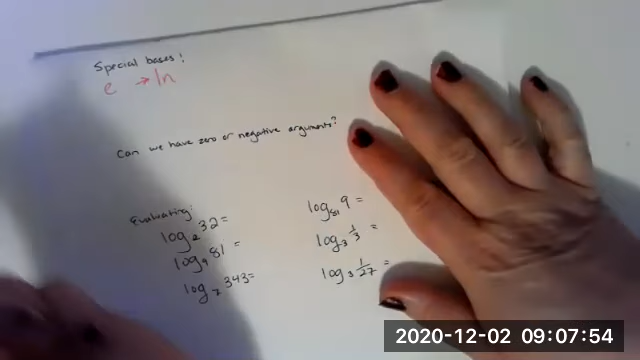 Special bases!
e → ln
Can we have zero or negative arguments?
Evaluating:
log₂ 32 =
log₉ 81 =
log₇ 343 =
log₈₁ 9 =
log₃ 1/3 =
log₃ 1/27 =
2020-12-02 09:07:54